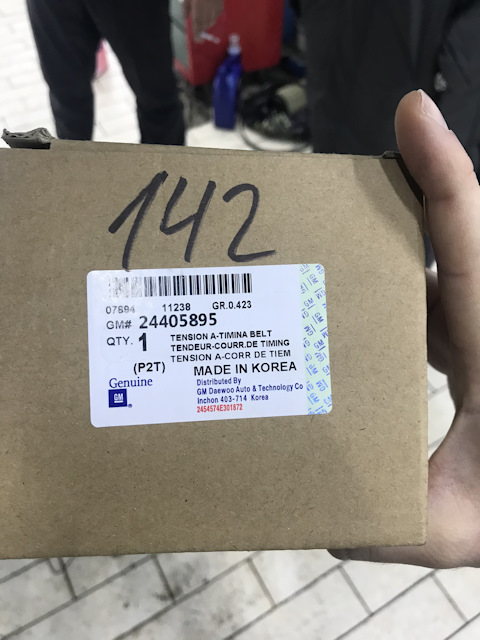 142
07894 11238 GR.0.423
GM# 24405895
QTY. 1 TENSION A-TIMINA BELT
TENDEUR-COURR.DE TIMING
TENSION A-CORR DE TIEM
(P2T) MADE IN KOREA
Genuine
GM
Distributed By
GM Daewoo Auto & Technology Co
Inchon 403-714 Korea
2454574E301872